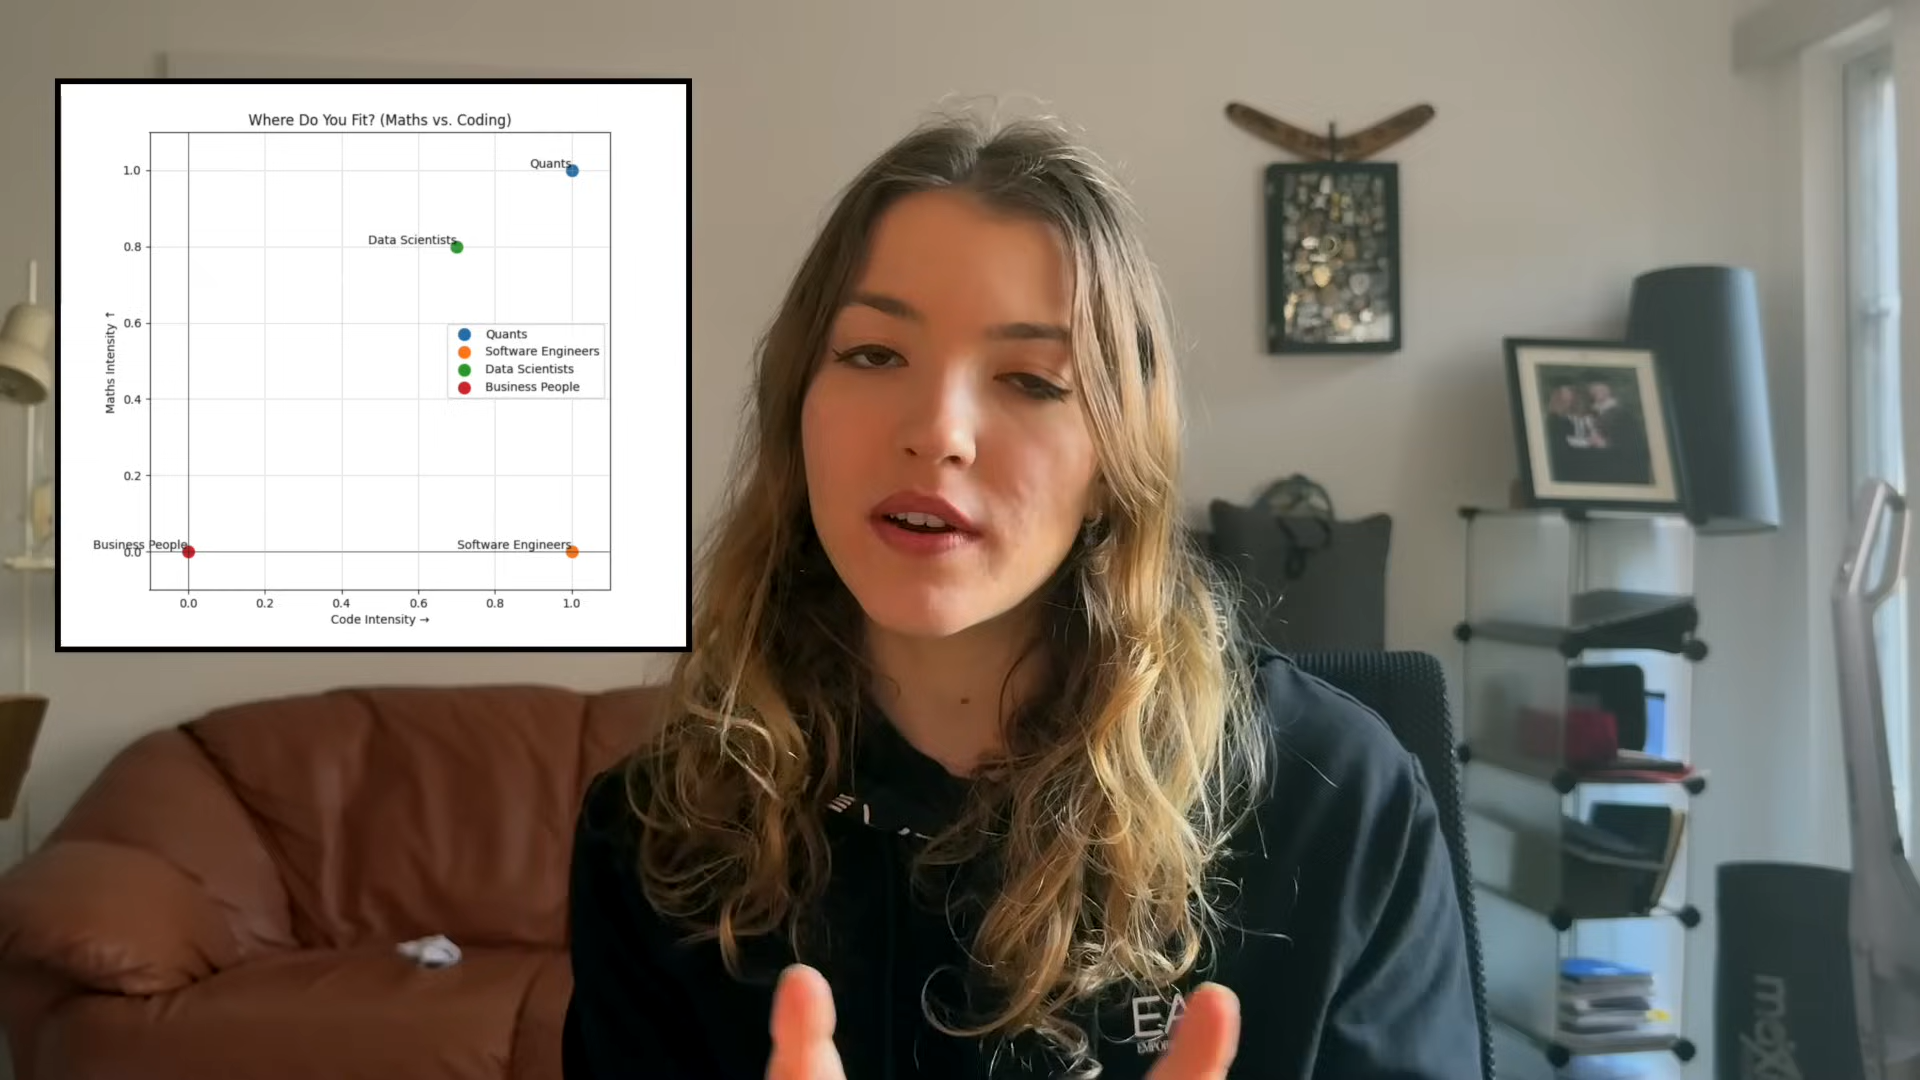 Where Do You Fit? (Maths vs. Coding)
1.0
Quants
0.8
Data Scientists
0.6
Quants
Software Engineers
Data Scientists
Business People
Maths Intensity ↑
0.4
0.2
Business People
0.0
Software Engineers
0.0 0.2 0.4 0.6 0.8 1.0
Code Intensity →
EA